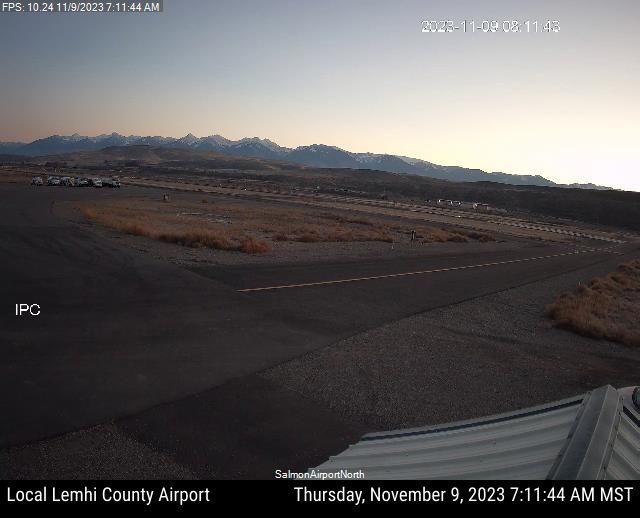 FPS: 10.24 11/9/2023 7:11:44 AM
2023-11-09 08:11:43
IPC
SalmonAirportNorth
Local Lemhi County Airport Thursday, November 9, 2023 7:11:44 AM MST